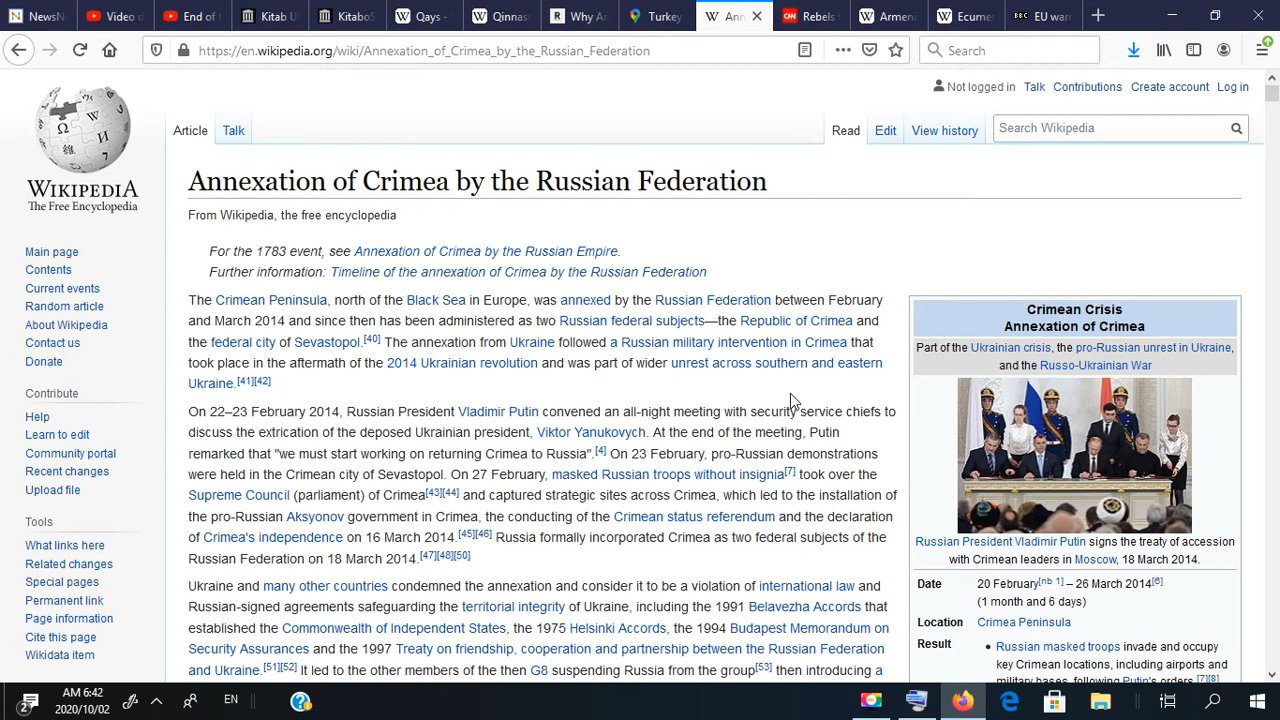 NewsNo
Video d
End of t
Kitab U
KitaboS
Qays -
Qinnas
Why Ar
Turkey
Ann
Rebels
Armeni
Ecume
BBC EU war
https://en.wikipedia.org/wiki/Annexation_of_Crimea_by_the_Russian_Federation
Search
Not logged in Talk Contributions Create account Log in
Article Talk Read Edit View history Search Wikipedia
WIKIPEDIA
The Free Encyclopedia
Main page
Contents
Current events
Random article
About Wikipedia
Contact us
Donate
Contribute
Help
Learn to edit
Community portal
Recent changes
Upload file
Tools
What links here
Related changes
Special pages
Permanent link
Page information
Cite this page
Wikidata item
Annexation of Crimea by the Russian Federation
From Wikipedia, the free encyclopedia
For the 1783 event, see Annexation of Crimea by the Russian Empire.
Further information: Timeline of the annexation of Crimea by the Russian Federation
The Crimean Peninsula, north of the Black Sea in Europe, was annexed by the Russian Federation between February
and March 2014 and since then has been administered as two Russian federal subjects—the Republic of Crimea and
the federal city of Sevastopol.[40] The annexation from Ukraine followed a Russian military intervention in Crimea that
took place in the aftermath of the 2014 Ukrainian revolution and was part of wider unrest across southern and eastern
Ukraine.[41][42]
On 22–23 February 2014, Russian President Vladimir Putin convened an all-night meeting with security service chiefs to
discuss the extrication of the deposed Ukrainian president, Viktor Yanukovych. At the end of the meeting, Putin
remarked that "we must start working on returning Crimea to Russia".[4] On 23 February, pro-Russian demonstrations
were held in the Crimean city of Sevastopol. On 27 February, masked Russian troops without insignia[7] took over the
Supreme Council (parliament) of Crimea[43][44] and captured strategic sites across Crimea, which led to the installation of
the pro-Russian Aksyonov government in Crimea, the conducting of the Crimean status referendum and the declaration
of Crimea's independence on 16 March 2014.[45][46] Russia formally incorporated Crimea as two federal subjects of the
Russian Federation on 18 March 2014.[47][48][50]
Ukraine and many other countries condemned the annexation and consider it to be a violation of international law and
Russian-signed agreements safeguarding the territorial integrity of Ukraine, including the 1991 Belavezha Accords that
established the Commonwealth of Independent States, the 1975 Helsinki Accords, the 1994 Budapest Memorandum on
Security Assurances and the 1997 Treaty on friendship, cooperation and partnership between the Russian Federation
and Ukraine.[51][52] It led to the other members of the then G8 suspending Russia from the group[53] then introducing a
Crimean Crisis
Annexation of Crimea
Part of the Ukrainian crisis, the pro-Russian unrest in Ukraine,
and the Russo-Ukrainian War
Russian President Vladimir Putin signs the treaty of accession
with Crimean leaders in Moscow, 18 March 2014.
Date 20 February[nb 1] – 26 March 2014[6]
(1 month and 6 days)
Location Crimea Peninsula
Result • Russian masked troops invade and occupy
key Crimean locations, including airports and
military bases, following Putin's orders.[7][8]
2
AM 6:42
2020/10/02
EN